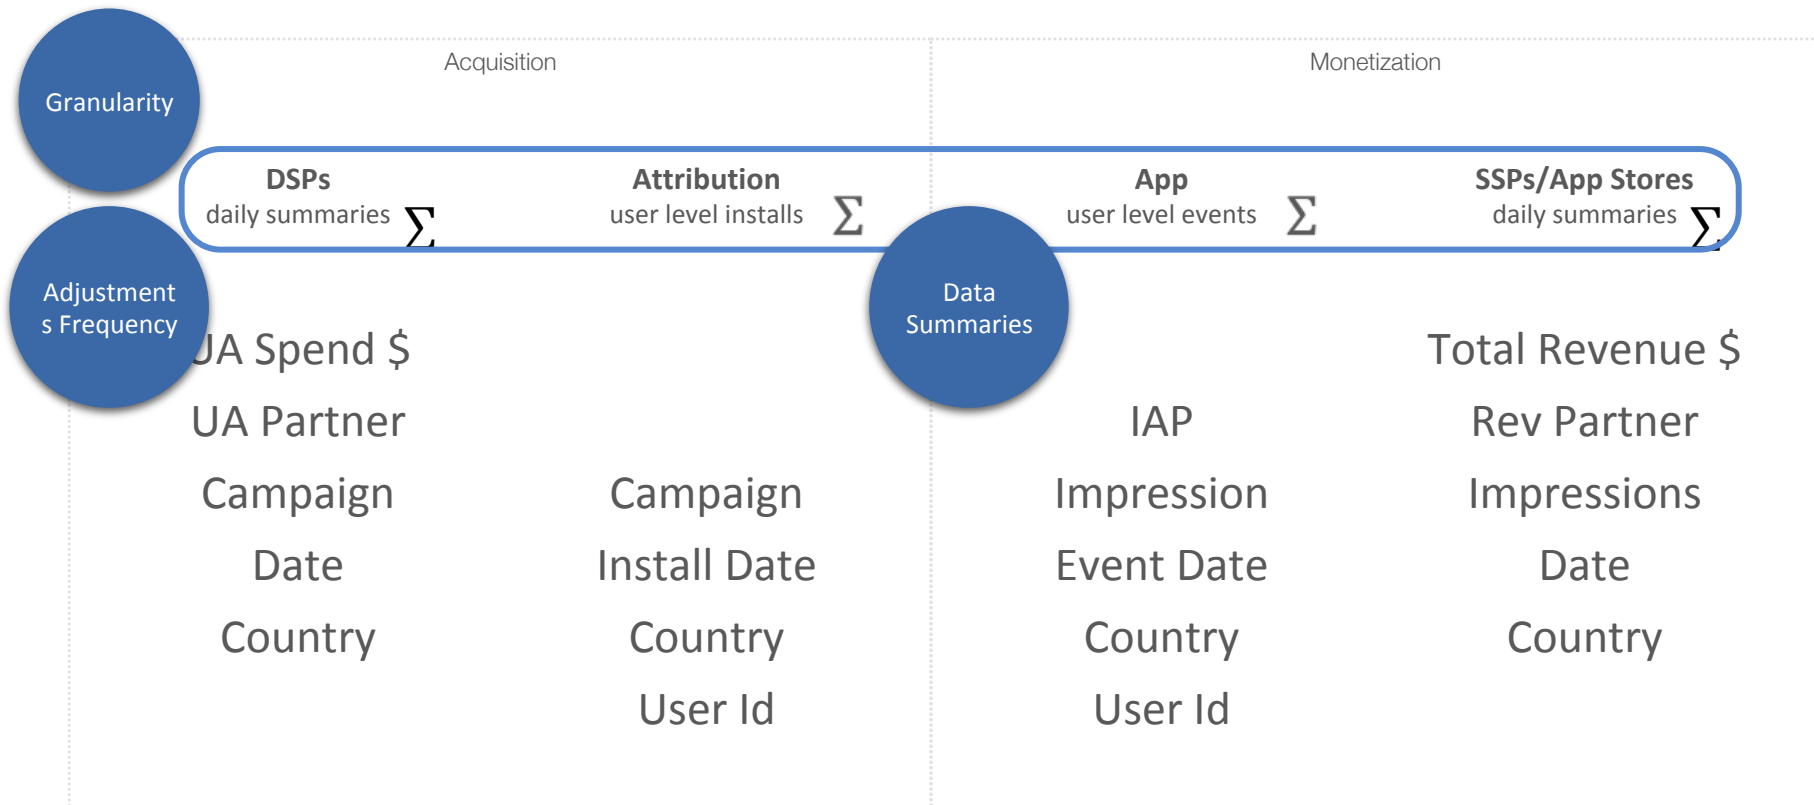 Acquisition
Monetization
Granularity
DSPs
daily summaries ∑
Attribution
user level installs ∑
App
user level events ∑
SSPs/App Stores
daily summaries ∑
Adjustment
s Frequency
Data
Summaries
UA Spend $
Total Revenue $
UA Partner
IAP
Rev Partner
Campaign
Campaign
Impression
Impressions
Date
Install Date
Event Date
Date
Country
Country
Country
Country
User Id
User Id